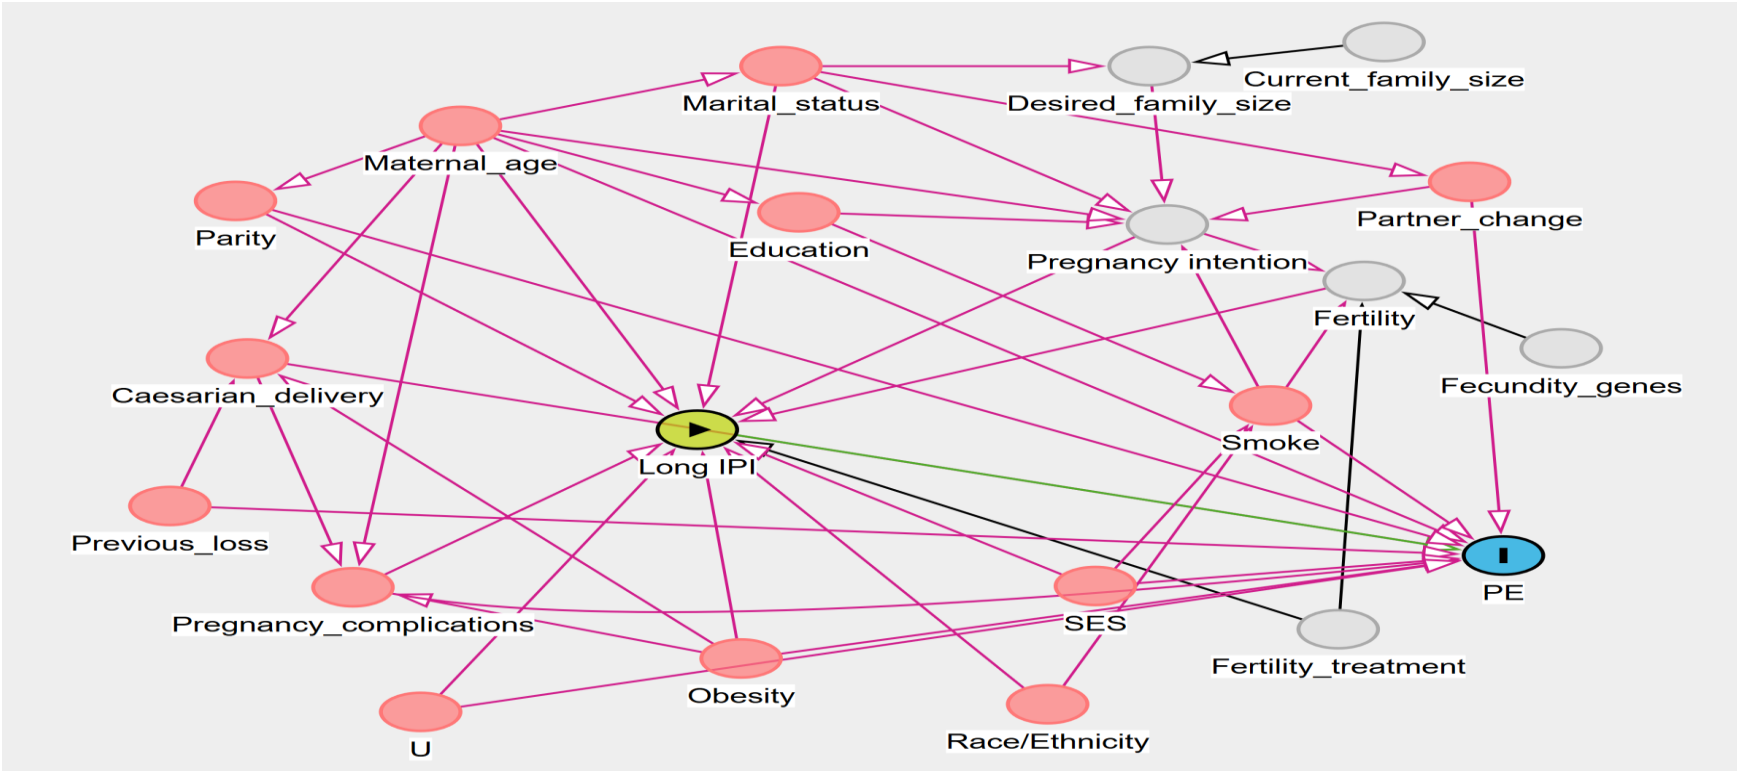 Current_family_size
Marital_status
Desired_family_size
Maternal_age
Partner_change
Parity
Education
Pregnancy intention
Fertility
Fecundity_genes
Caesarian_delivery
Smoke
Long IPI
Previous_loss
PE
Pregnancy_complications
SES
Fertility_treatment
Obesity
Race/Ethnicity
U